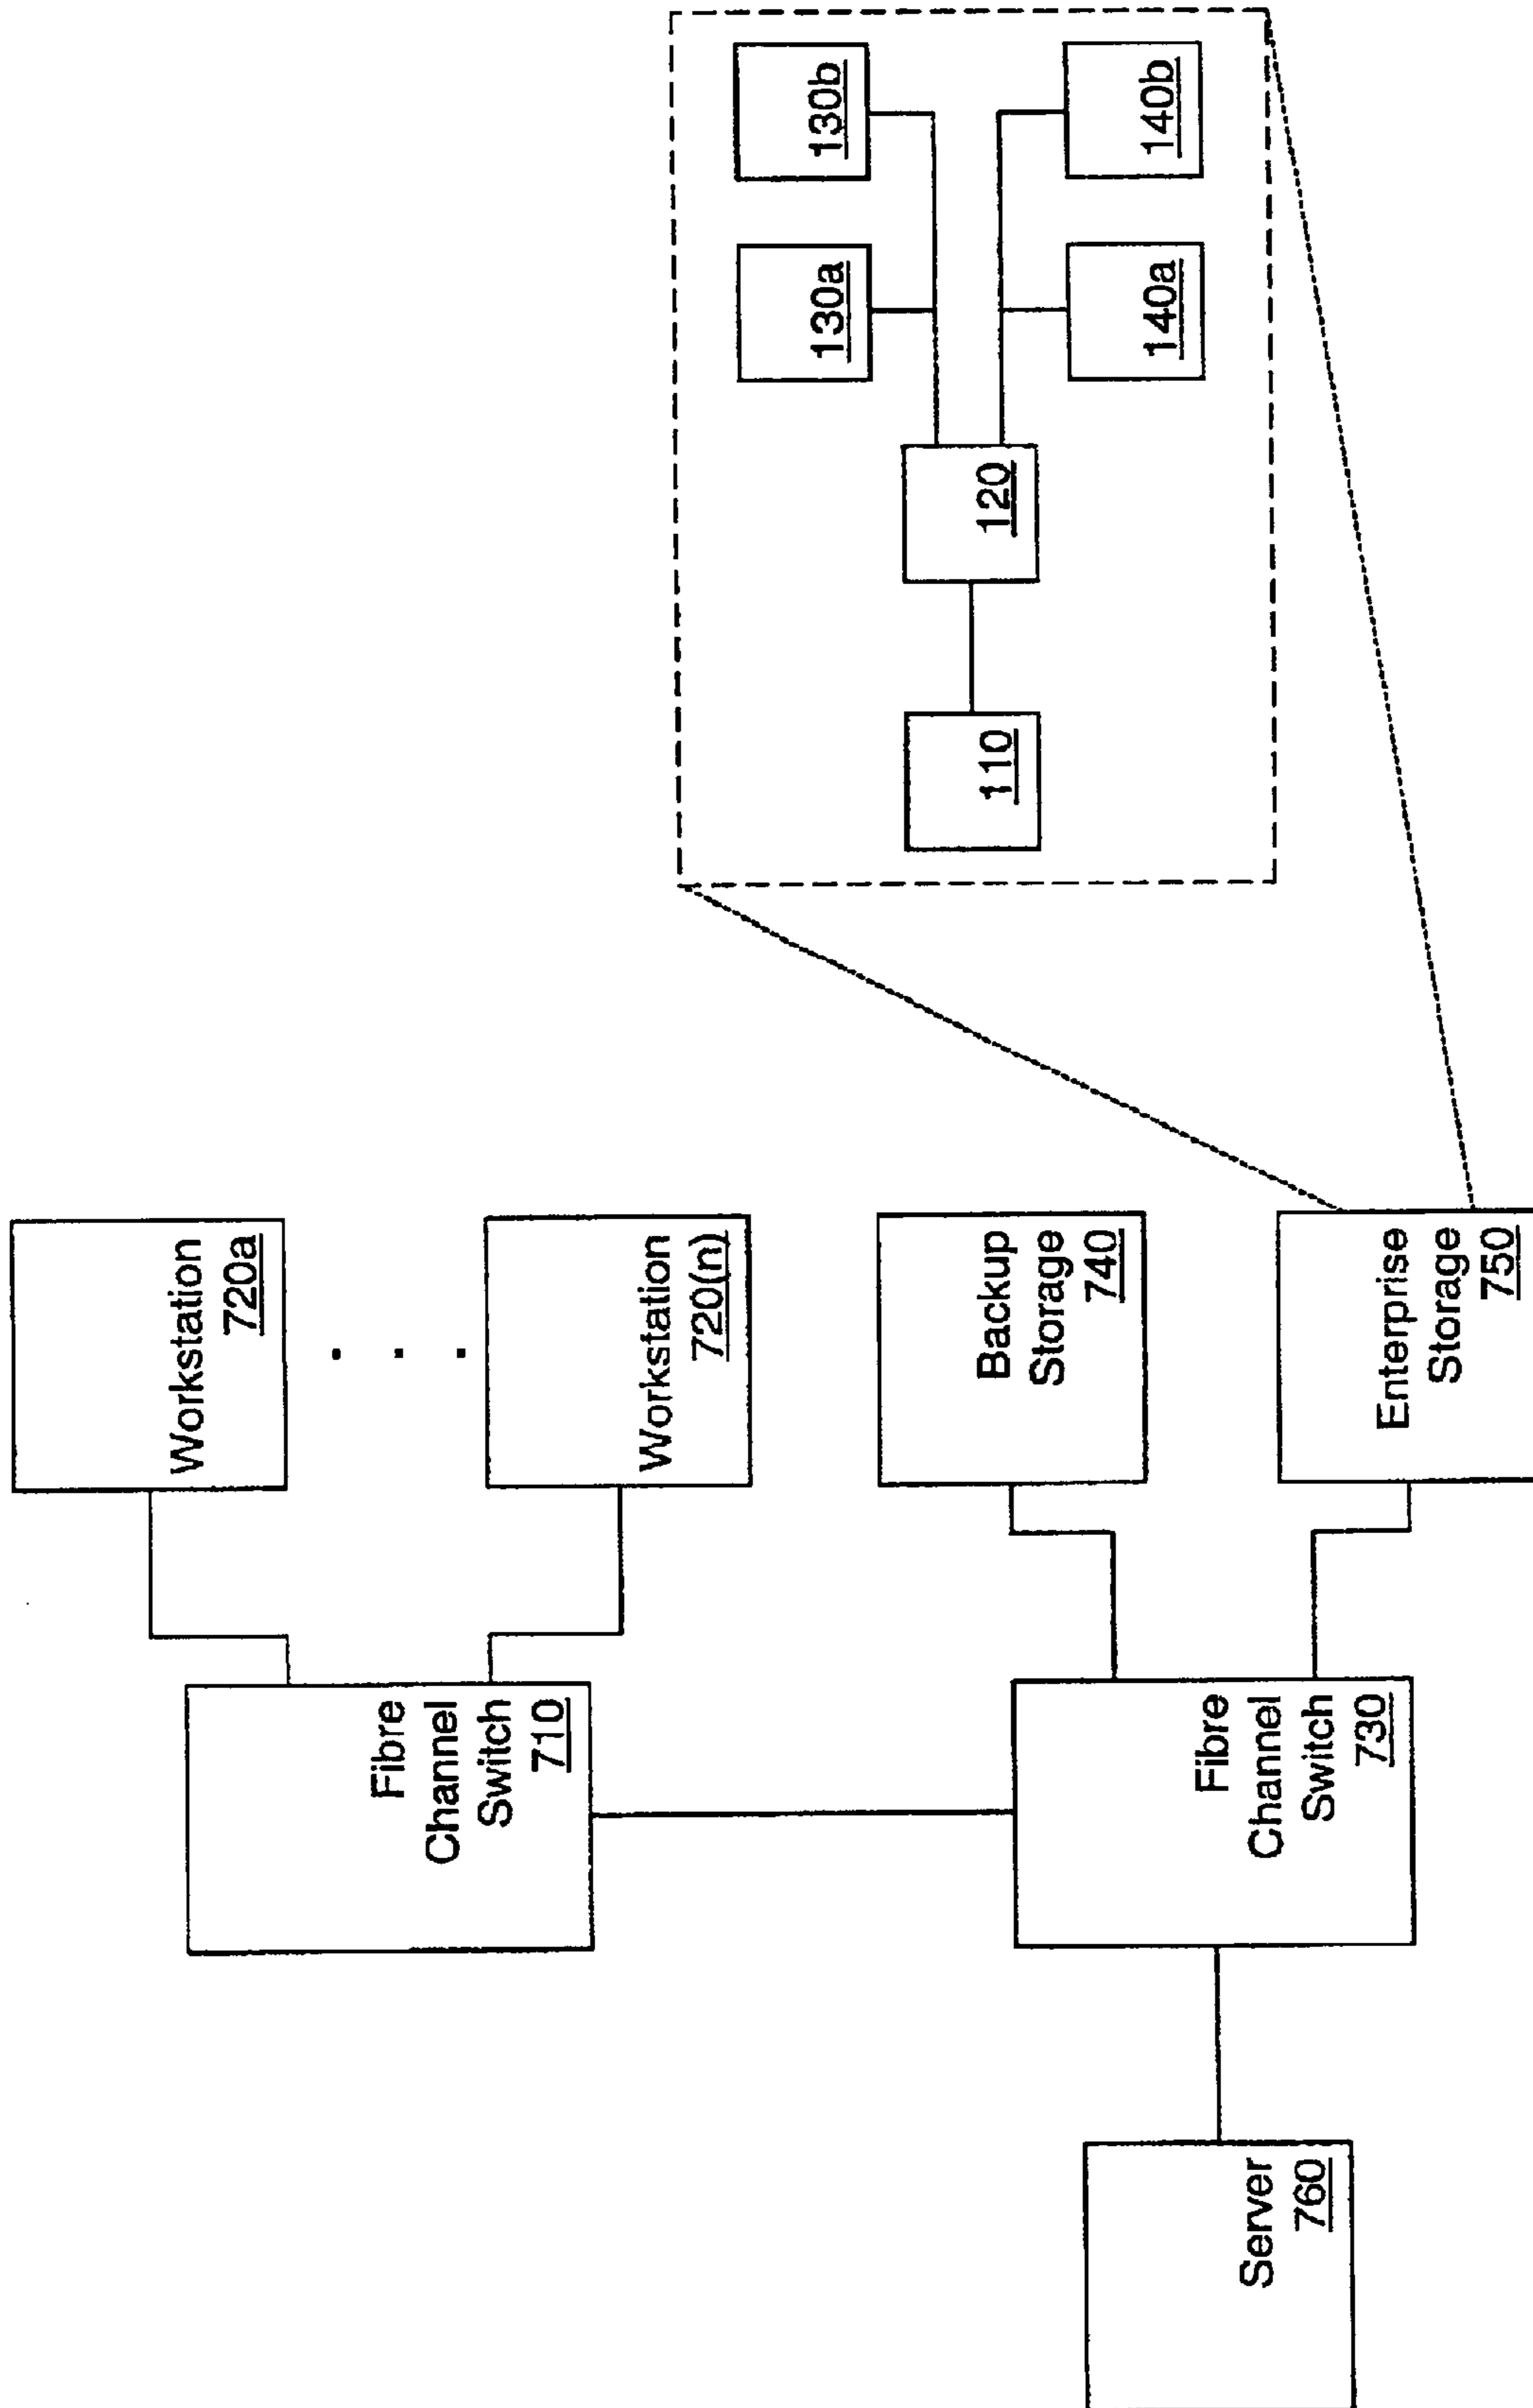 Workstation
720a
Workstation
720(n)
Fibre
Channel
Switch
710
Backup
Storage
740
Enterprise
Storage
750
Fibre
Channel
Switch
730
Server
760
110
120
130a
130b
140a
140b